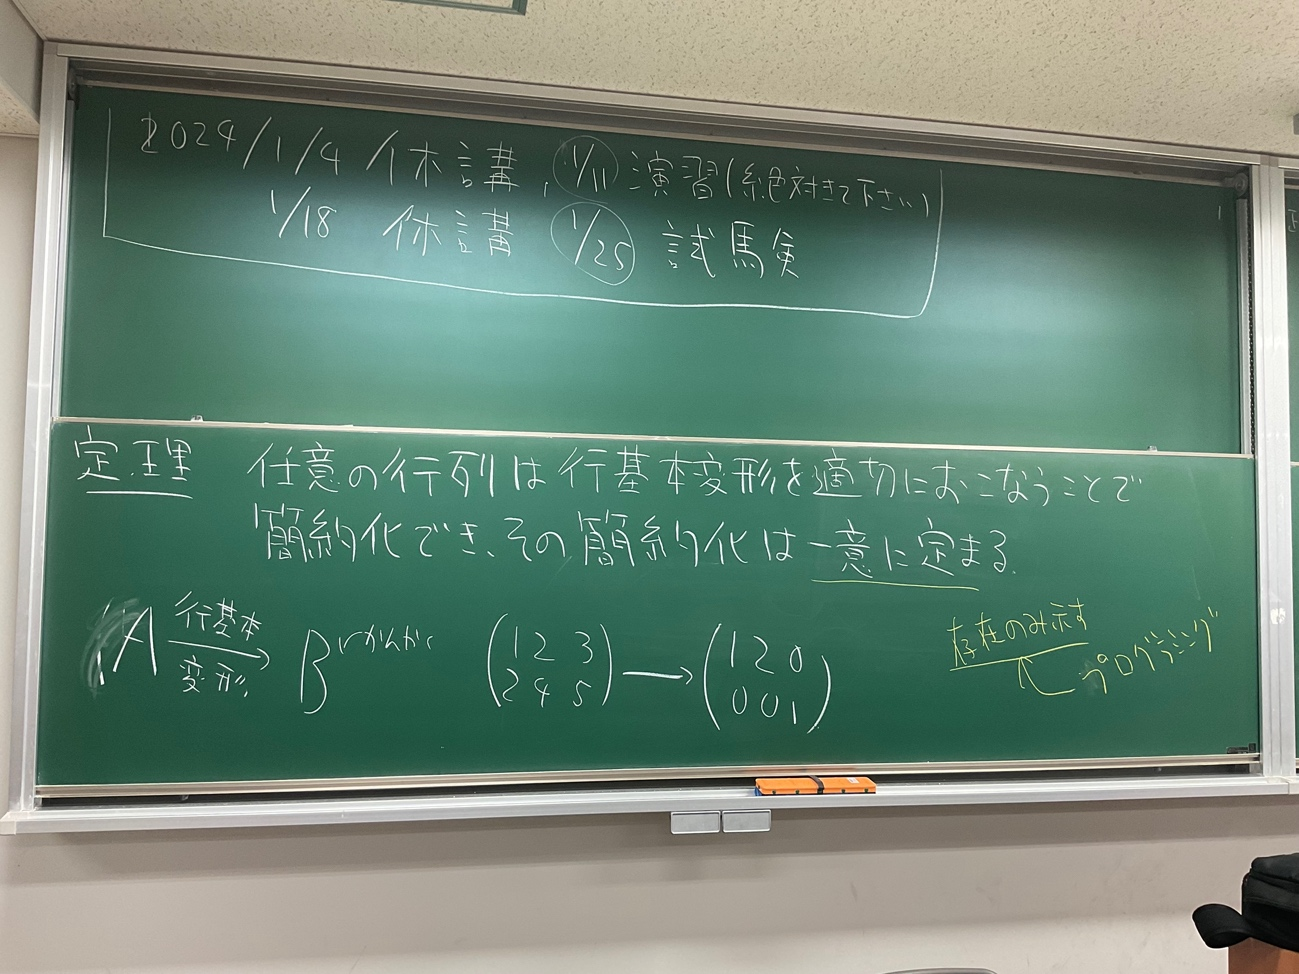 2024/1/4 休講, 1/11 演習(絶対きて下さい)
1/18 休講 1/25 試験
定理 任意の行列は行基本変形を適切におこなうことで
簡約化でき、その簡約化は一意に定まる.
A 行基本 変形 B かんやく (1 2 3 2 4 5) → (1 2 0 0 0 1)
存在のみ示す
プログラミング